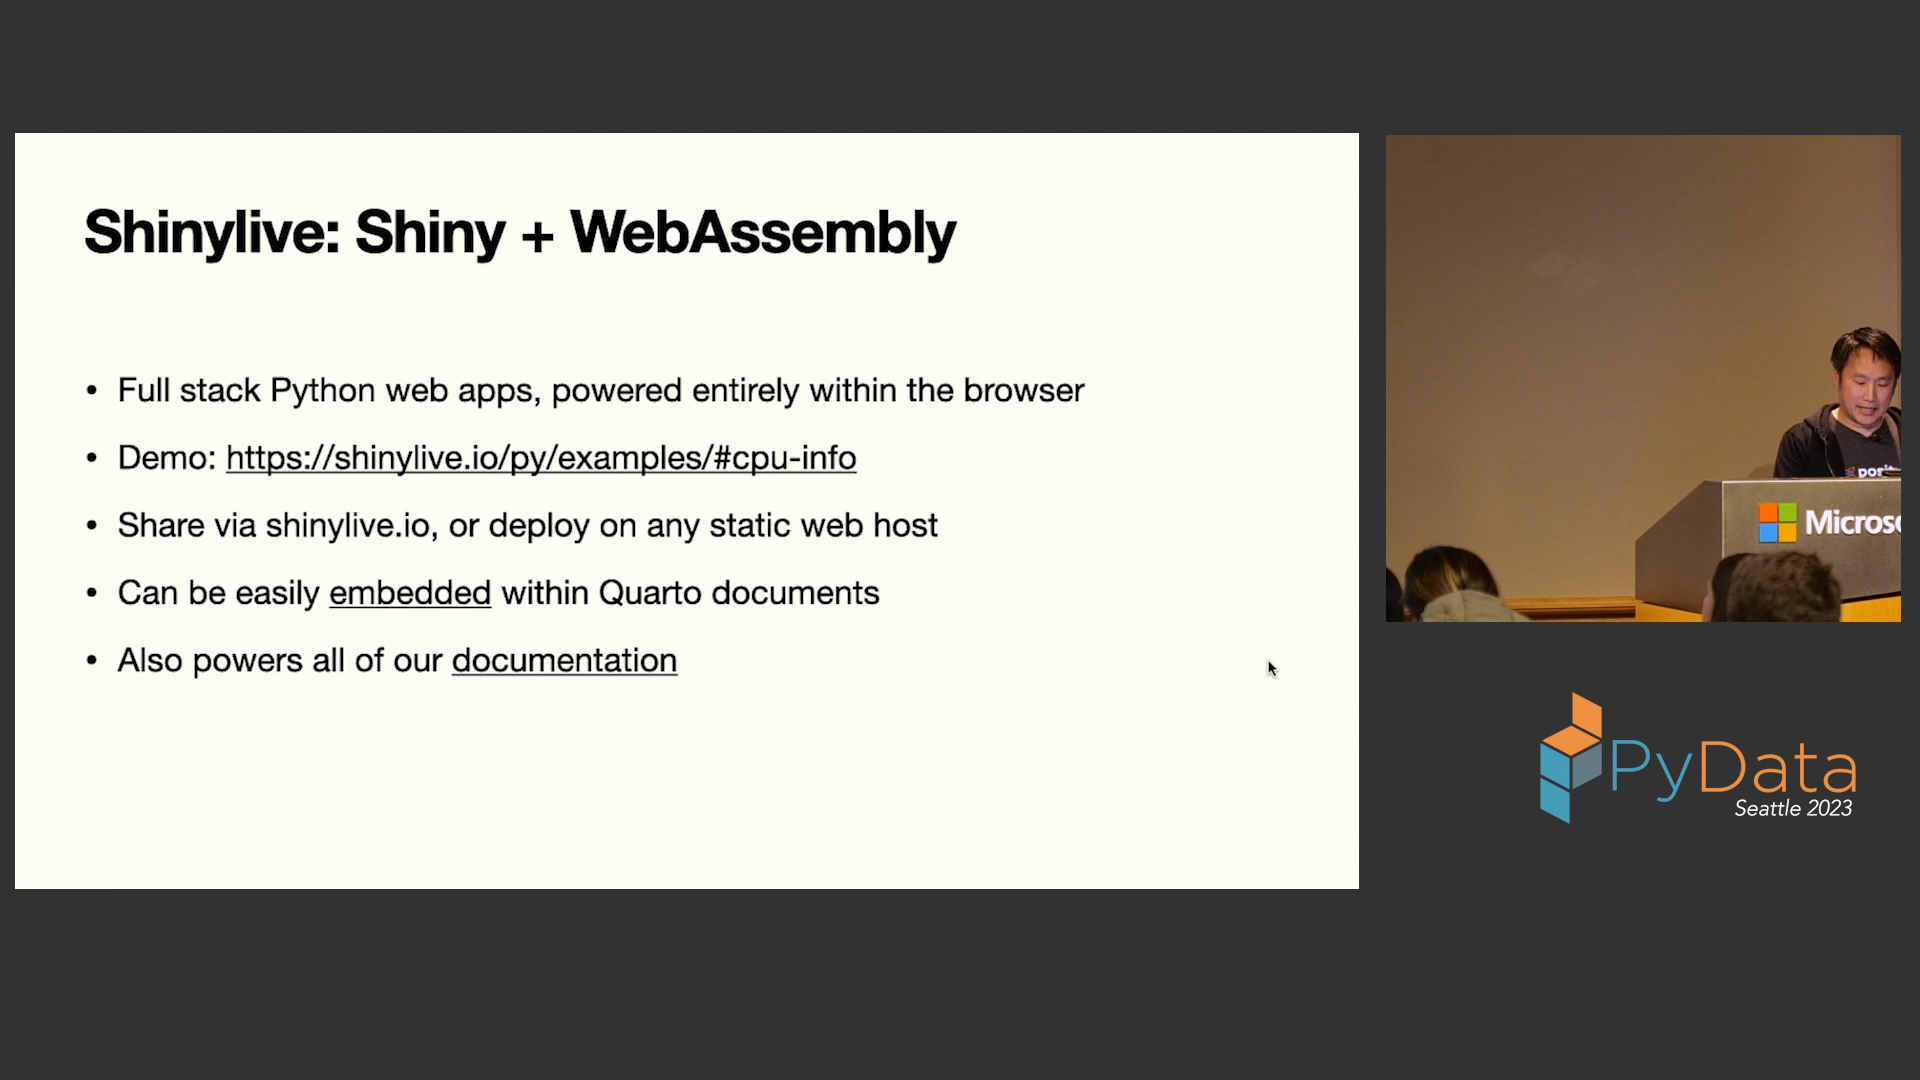 Shinylive: Shiny + WebAssembly
• Full stack Python web apps, powered entirely within the browser
• Demo: https://shinylive.io/py/examples/#cpu-info
• Share via shinylive.io, or deploy on any static web host
• Can be easily embedded within Quarto documents
• Also powers all of our documentation
posit
Microso
PyData
Seattle 2023